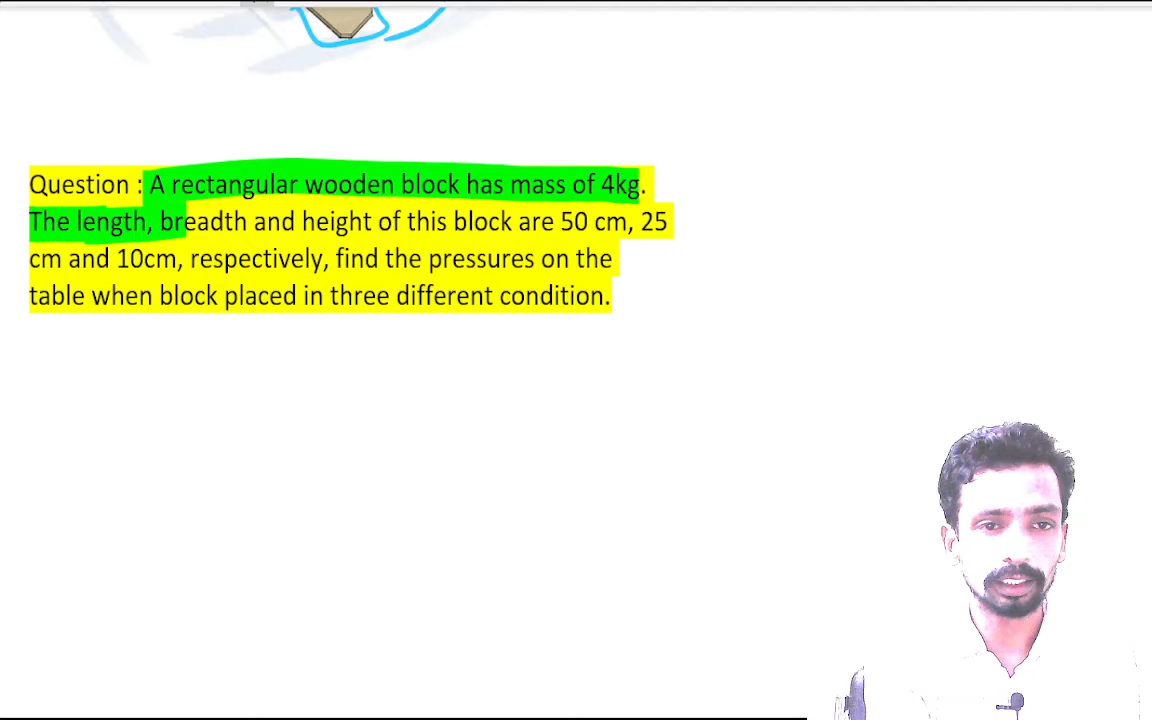 Question : A rectangular wooden block has mass of 4kg.
The length, breadth and height of this block are 50 cm, 25
cm and 10cm, respectively, find the pressures on the
table when block placed in three different condition.